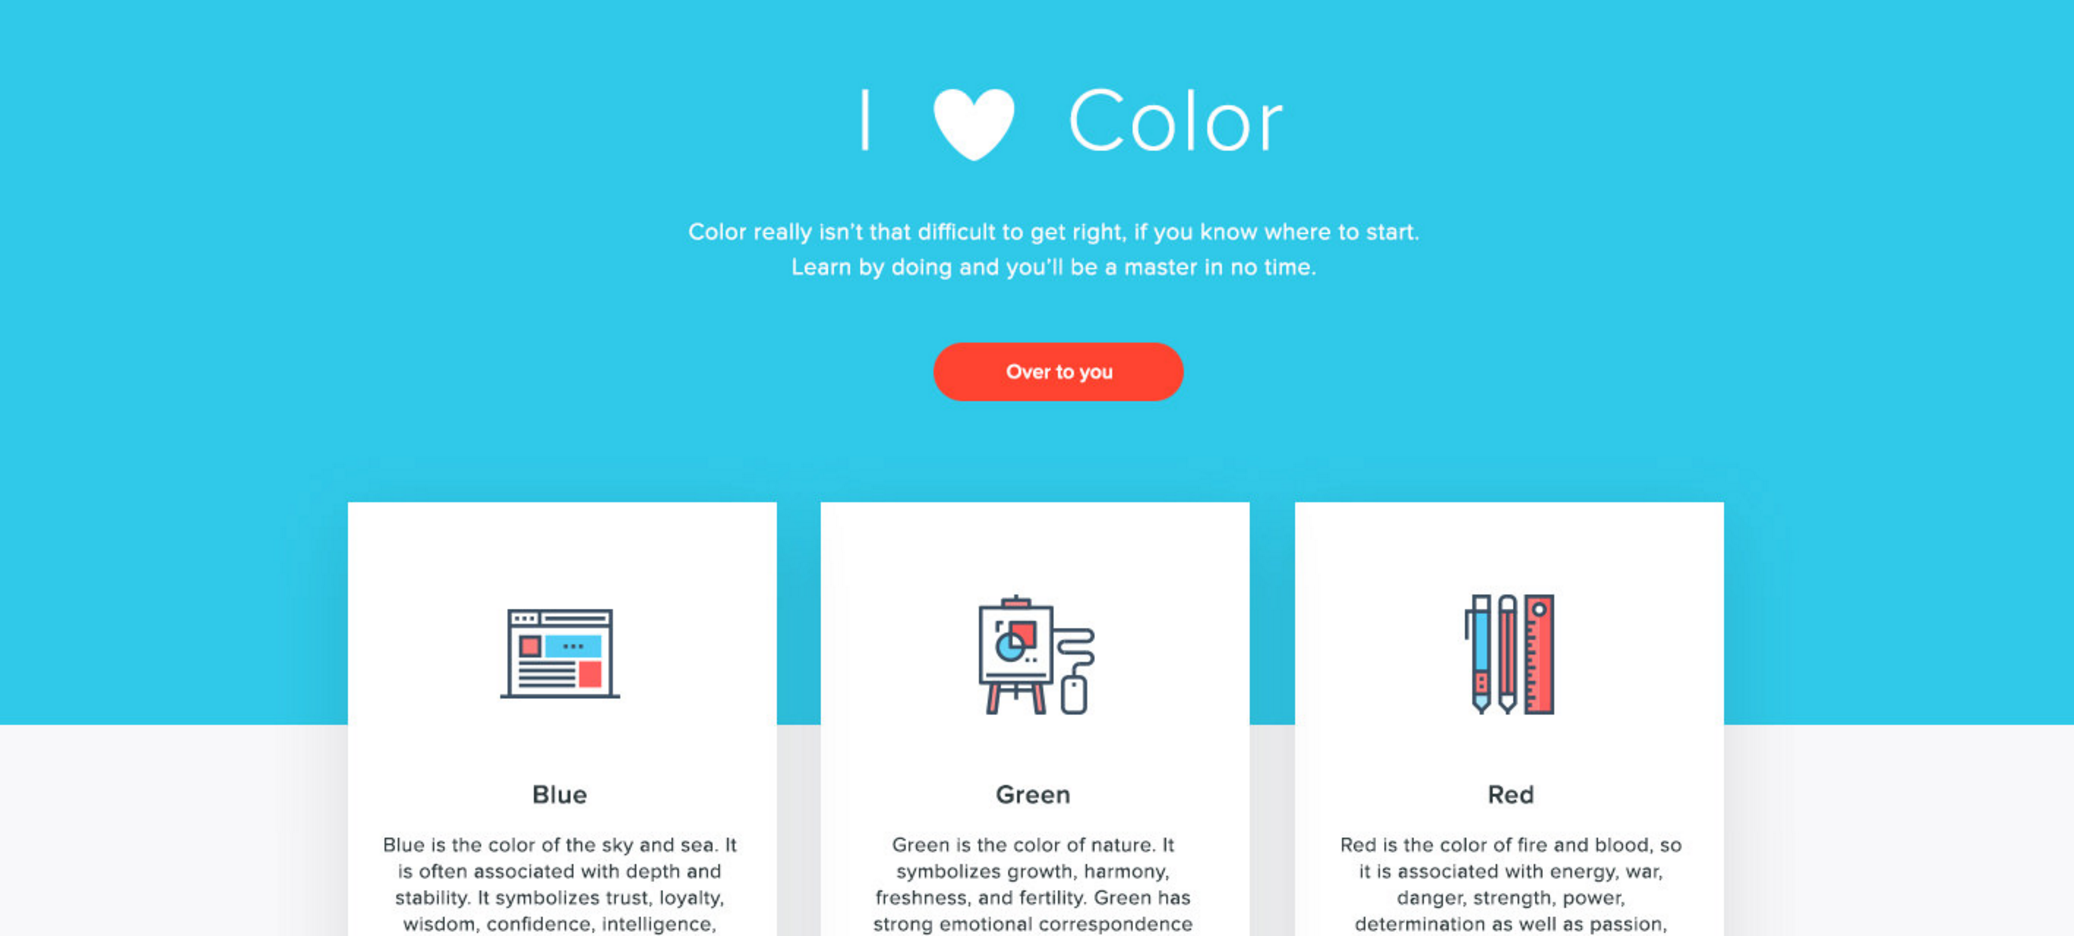 I ♥ Color
Color really isn't that difficult to get right, if you know where to start.
Learn by doing and you'll be a master in no time.
Over to you
Blue
Blue is the color of the sky and sea. It
is often associated with depth and
stability. It symbolizes trust, loyalty,
wisdom, confidence, intelligence,
Green
Green is the color of nature. It
symbolizes growth, harmony,
freshness, and fertility. Green has
strong emotional correspondence
Red
Red is the color of fire and blood, so
it is associated with energy, war,
danger, strength, power,
determination as well as passion,